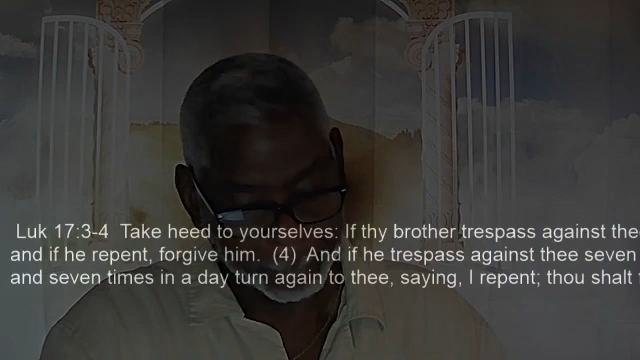 Luk 17:3-4 Take heed to yourselves: If thy brother trespass against thee
and if he repent, forgive him. (4) And if he trespass against thee seven
and seven times in a day turn again to thee, saying, I repent; thou shalt